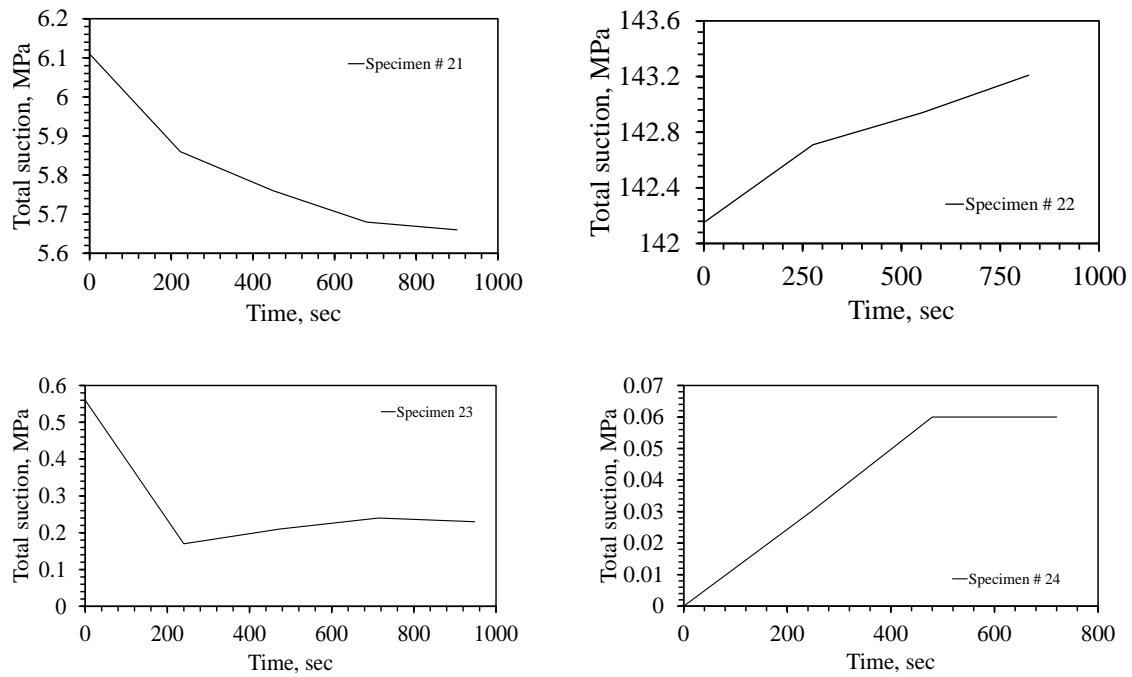 6.2
6.1
6
5.9
5.8
5.7
5.6
Total suction, MPa
Specimen # 21
0 200 400 600 800 1000
Time, sec
143.6
143.2
142.8
142.4
142
Total suction, MPa
Specimen # 22
0 250 500 750 1000
Time, sec
0.6
0.5
0.4
0.3
0.2
0.1
0
Total suction, MPa
Specimen 23
0 200 400 600 800 1000
Time, sec
0.07
0.06
0.05
0.04
0.03
0.02
0.01
0
Total suction, MPa
Specimen # 24
0 200 400 600 800
Time, sec